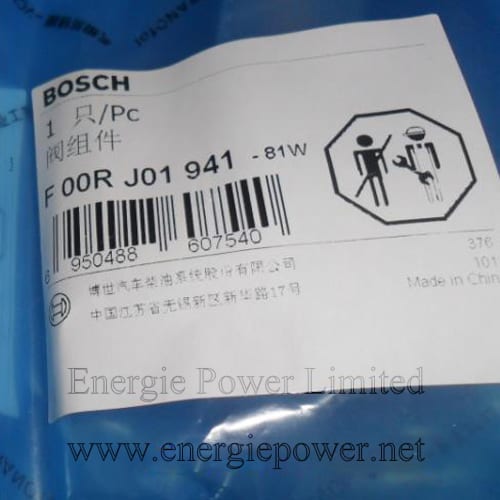 BOSCH
1 只/Pc
阀组件
F 00R J01 941 - 81W
6 950488 607540
博世汽车柴油系统股份有限公司
中国江苏省无锡新区新华路17号
376
101
Made in China
Energie Power Limited
www.energiepower.net